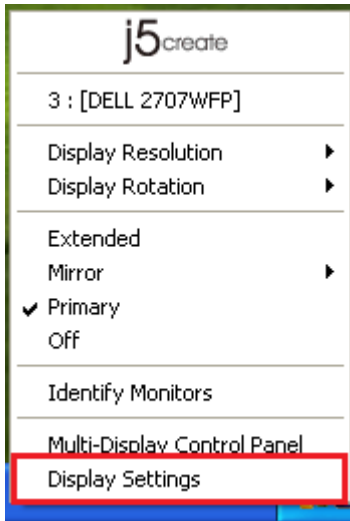 j5create
3 : [DELL 2707WFP]
Display Resolution
Display Rotation
Extended
Mirror
Primary
Off
Identify Monitors
Multi-Display Control Panel
Display Settings